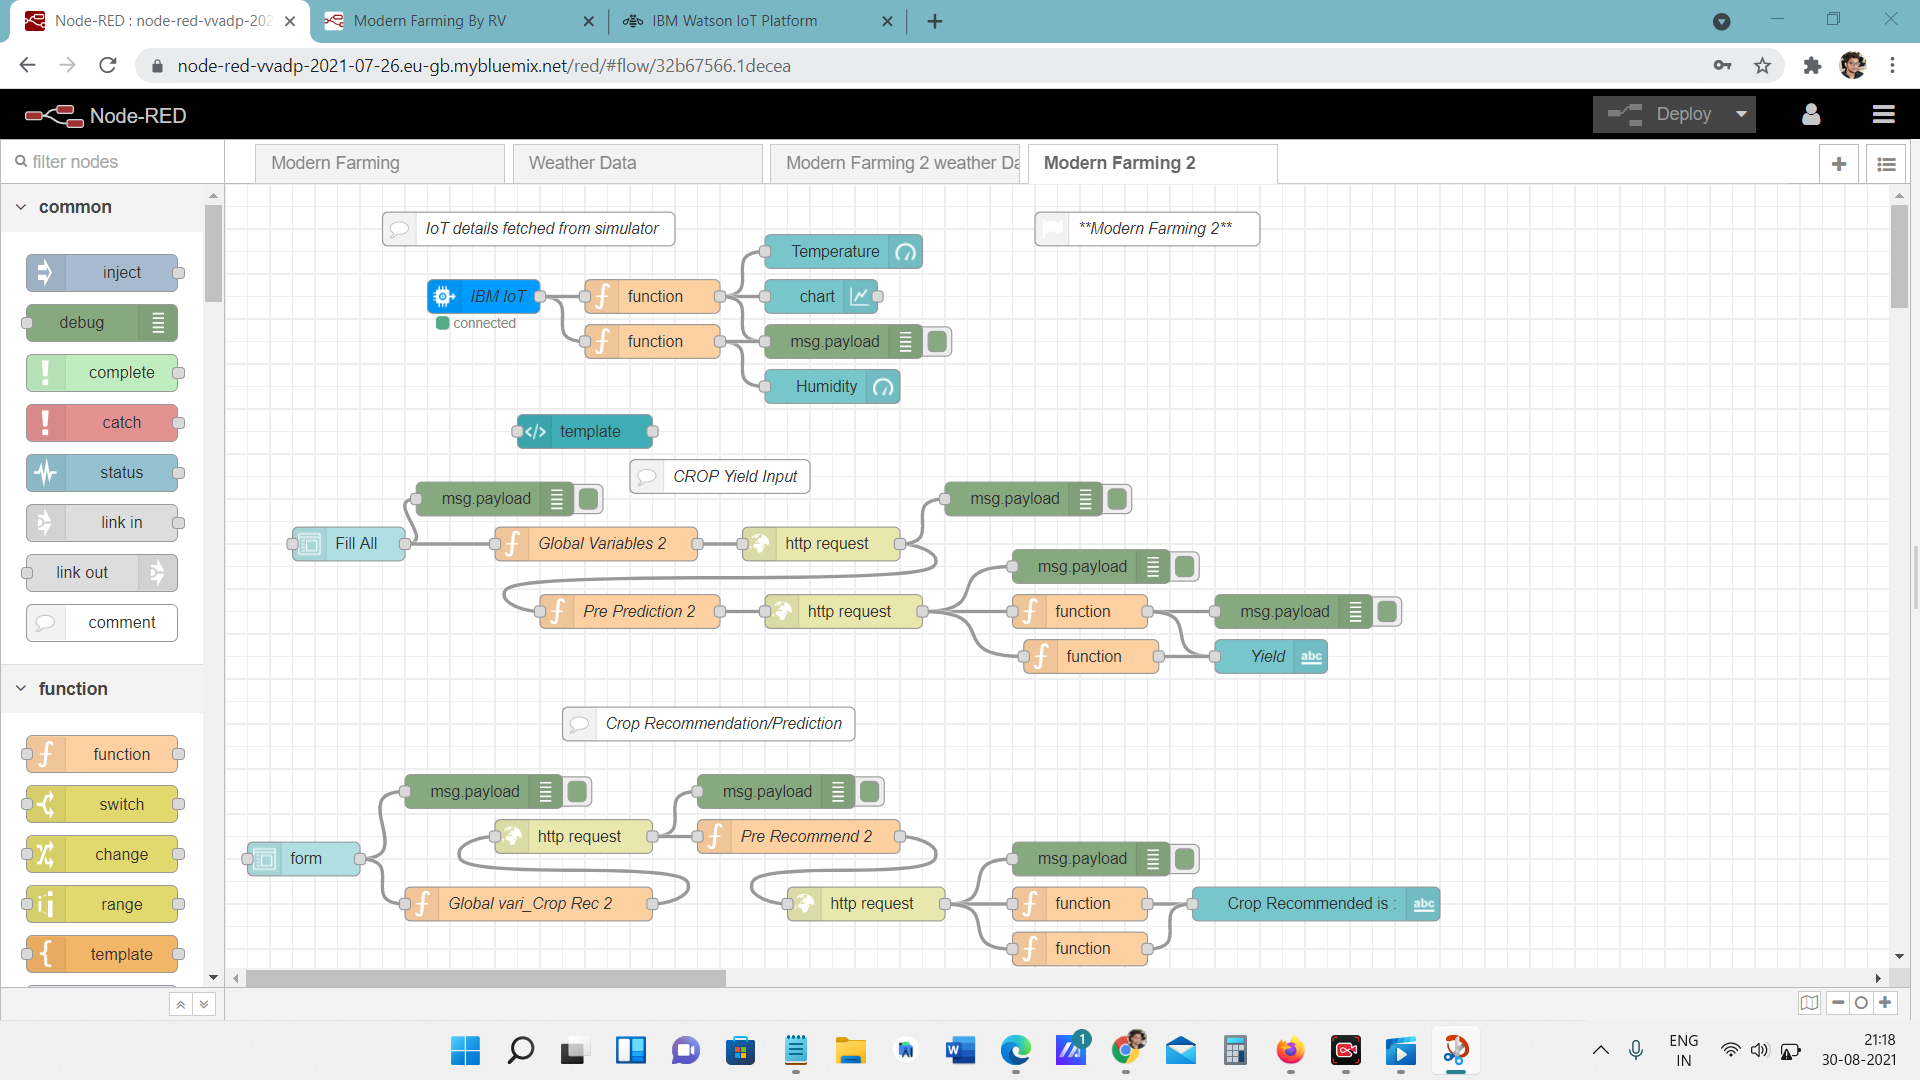 Node-RED : node-red-vvadp-202
Modern Farming By RV
IBM Watson IoT Platform
node-red-vvadp-2021-07-26.eu-gb.mybluemix.net/red/#flow/32b67566.1decea
Node-RED
Deploy
filter nodes
Modern Farming
Weather Data
Modern Farming 2 weather Da
Modern Farming 2
common
inject
debug
complete
catch
status
link in
link out
comment
function
function
switch
change
range
template
IoT details fetched from simulator
**Modern Farming 2**
Temperature
IBM IoT
function
chart
connected
function
msg.payload
Humidity
template
CROP Yield Input
msg.payload
msg.payload
Fill All
Global Variables 2
http request
msg.payload
Pre Prediction 2
http request
function
msg.payload
function
Yield
abc
Crop Recommendation/Prediction
msg.payload
msg.payload
http request
Pre Recommend 2
form
msg.payload
Global vari_Crop Rec 2
http request
function
Crop Recommended is :
abc
function
1
ENG
IN
21:18
30-08-2021